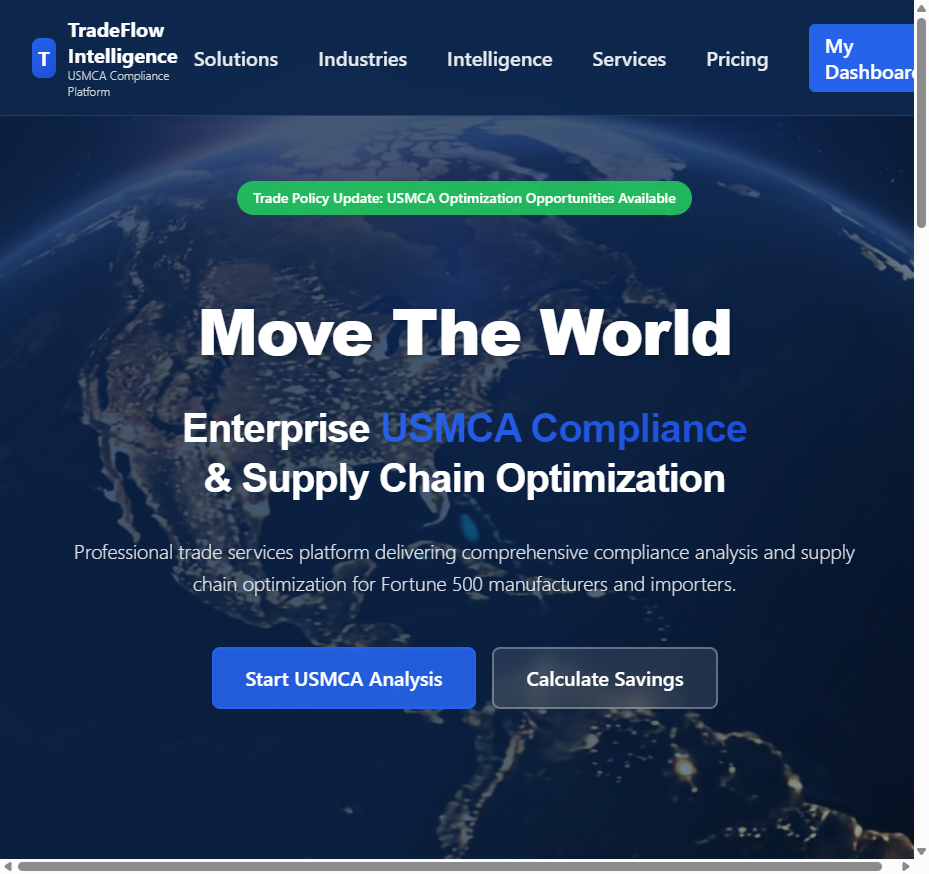 T
TradeFlow
Intelligence
USMCA Compliance
Platform
Solutions
Industries
Intelligence
Services
Pricing
My
Dashboard
Trade Policy Update: USMCA Optimization Opportunities Available
Move The World
Enterprise USMCA Compliance
& Supply Chain Optimization
Professional trade services platform delivering comprehensive compliance analysis and supply
chain optimization for Fortune 500 manufacturers and importers.
Start USMCA Analysis
Calculate Savings